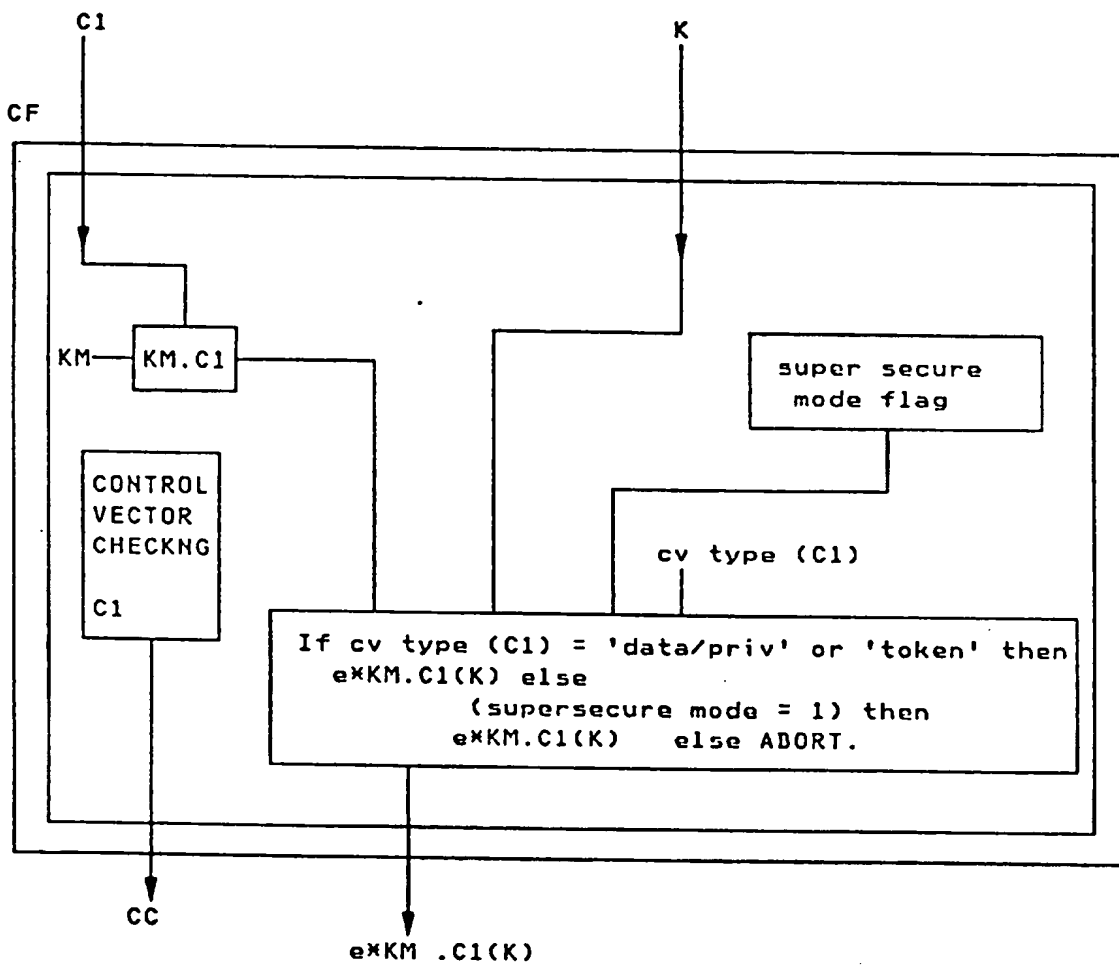 C1
K
CF
KM
KM.C1
super secure
mode flag
CONTROL
VECTOR
CHECKNG
C1
cv type (C1)
If cv type (C1) = 'data/priv' or 'token' then
e*KM.C1(K) else
(supersecure mode = 1) then
e*KM.C1(K) else ABORT.
CC
e*KM .C1(K)